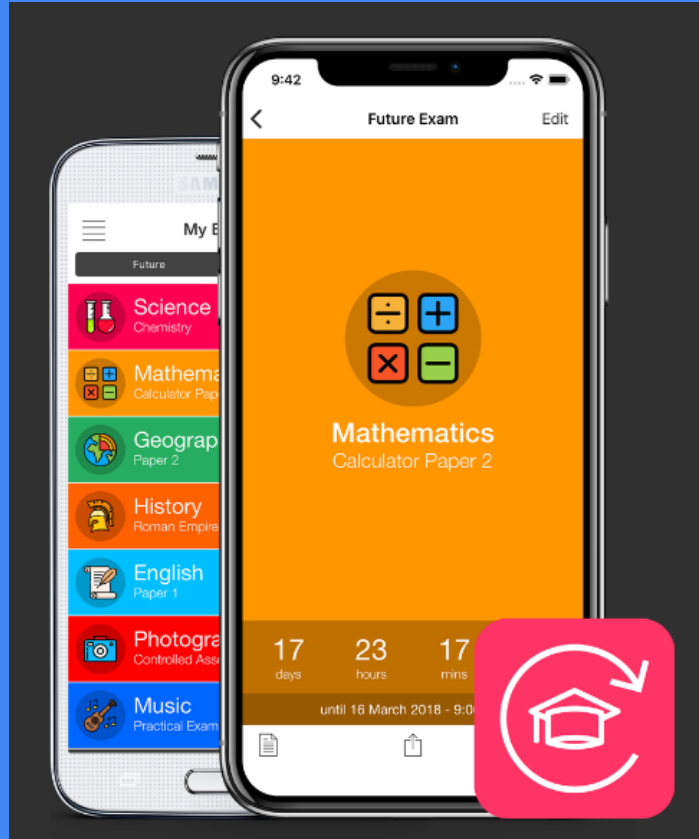 SAM
My E
Future
Science
Chemistry
Mathema
Calculator Pap
Geograp
Paper 2
History
Roman Empire
English
Paper 1
Photogra
Controlled Ass
Music
Practical Exam
9:42
Future Exam Edit
Mathematics
Calculator Paper 2
17 23 17
days hours mins
until 16 March 2018 - 9:0